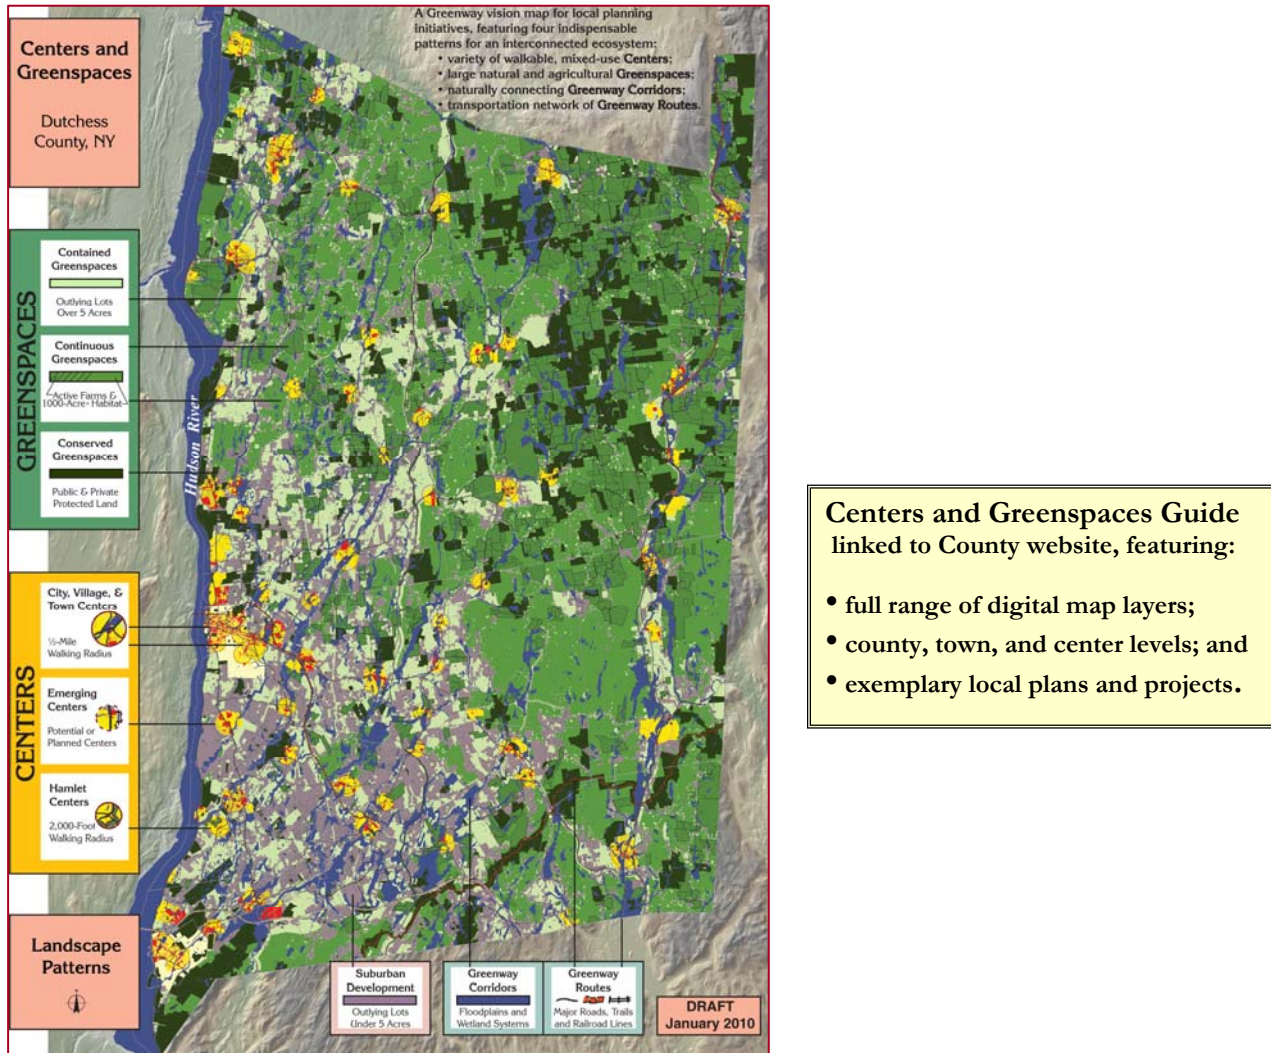 Centers and
Greenspaces
Dutchess
County, NY
A Greenway vision map for local planning
initiatives, featuring four indispensable
patterns for an interconnected ecosystem:
• variety of walkable, mixed-use Centers;
• large natural and agricultural Greenspaces;
• naturally connecting Greenway Corridors;
• transportation network of Greenway Routes.
GREENSPACES
Contained
Greenspaces
Outlying Lots
Over 5 Acres
Continuous
Greenspaces
Active Farms &
1000-Acre+ Habitat
Conserved
Greenspaces
Public & Private
Protected Land
Hudson River
CENTERS
City, Village, &
Town Centers
½-Mile
Walking Radius
Emerging
Centers
Potential or
Planned Centers
Hamlet
Centers
2,000-Foot
Walking Radius
Landscape
Patterns
Suburban
Development
Outlying Lots
Under 5 Acres
Greenway
Corridors
Floodplains and
Wetland Systems
Greenway
Routes
Major Roads, Trails
and Railroad Lines
DRAFT
January 2010
Centers and Greenspaces Guide
linked to County website, featuring:
• full range of digital map layers;
• county, town, and center levels; and
• exemplary local plans and projects.